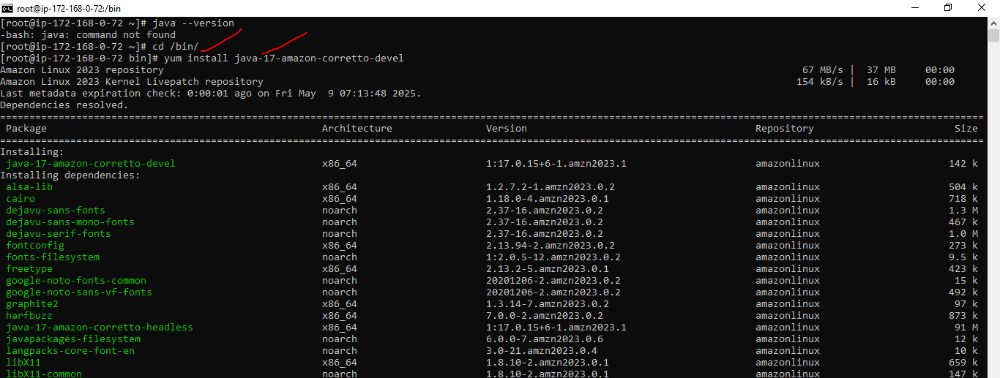 root@ip-172-168-0-72:/bin
[root@ip-172-168-0-72 ~]# java --version
-bash: java: command not found
[root@ip-172-168-0-72 ~]# cd /bin/
[root@ip-172-168-0-72 bin]# yum install java-17-amazon-corretto-devel
Amazon Linux 2023 repository 67 MB/s | 37 MB 00:00
Amazon Linux 2023 Kernel Livepatch repository 154 kB/s | 16 kB 00:00
Last metadata expiration check: 0:00:01 ago on Fri May  9 07:13:48 2025.
Dependencies resolved.
Package Architecture Version Repository Size
Installing:
java-17-amazon-corretto-devel x86_64 1:17.0.15+6-1.amzn2023.1 amazonlinux 142 k
Installing dependencies:
alsa-lib x86_64 1.2.7.2-1.amzn2023.0.2 amazonlinux 504 k
cairo x86_64 1.18.0-4.amzn2023.0.1 amazonlinux 718 k
dejavu-sans-fonts noarch 2.37-16.amzn2023.0.2 amazonlinux 1.3 M
dejavu-sans-mono-fonts noarch 2.37-16.amzn2023.0.2 amazonlinux 467 k
dejavu-serif-fonts noarch 2.37-16.amzn2023.0.2 amazonlinux 1.0 M
fontconfig x86_64 2.13.94-2.amzn2023.0.2 amazonlinux 273 k
fonts-filesystem noarch 1:2.0.5-12.amzn2023.0.2 amazonlinux 9.5 k
freetype x86_64 2.13.2-5.amzn2023.0.1 amazonlinux 423 k
google-noto-fonts-common noarch 20201206-2.amzn2023.0.2 amazonlinux 15 k
google-noto-sans-vf-fonts noarch 20201206-2.amzn2023.0.2 amazonlinux 492 k
graphite2 x86_64 1.3.14-7.amzn2023.0.2 amazonlinux 97 k
harfbuzz x86_64 7.0.0-2.amzn2023.0.2 amazonlinux 873 k
java-17-amazon-corretto-headless x86_64 1:17.0.15+6-1.amzn2023.1 amazonlinux 91 M
javapackages-filesystem noarch 6.0.0-7.amzn2023.0.6 amazonlinux 12 k
langpacks-core-font-en noarch 3.0-21.amzn2023.0.4 amazonlinux 10 k
libX11 x86_64 1.8.10-2.amzn2023.0.1 amazonlinux 659 k
libX11-common noarch 1.8.10-2.amzn2023.0.1 amazonlinux 147 k